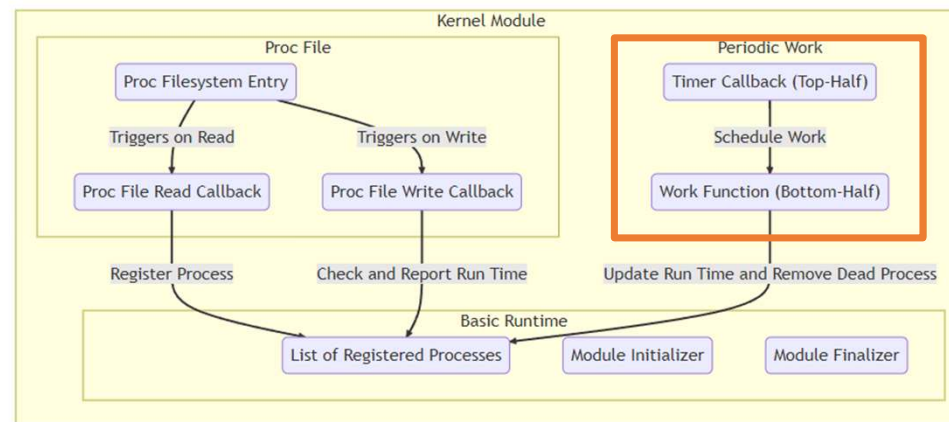 Kernel Module
Proc File
Periodic Work
Proc Filesystem Entry
Timer Callback (Top-Half)
Triggers on Read
Triggers on Write
Schedule Work
Proc File Read Callback
Proc File Write Callback
Work Function (Bottom-Half)
Register Process
Check and Report Run Time
Update Run Time and Remove Dead Process
Basic Runtime
List of Registered Processes
Module Initializer
Module Finalizer